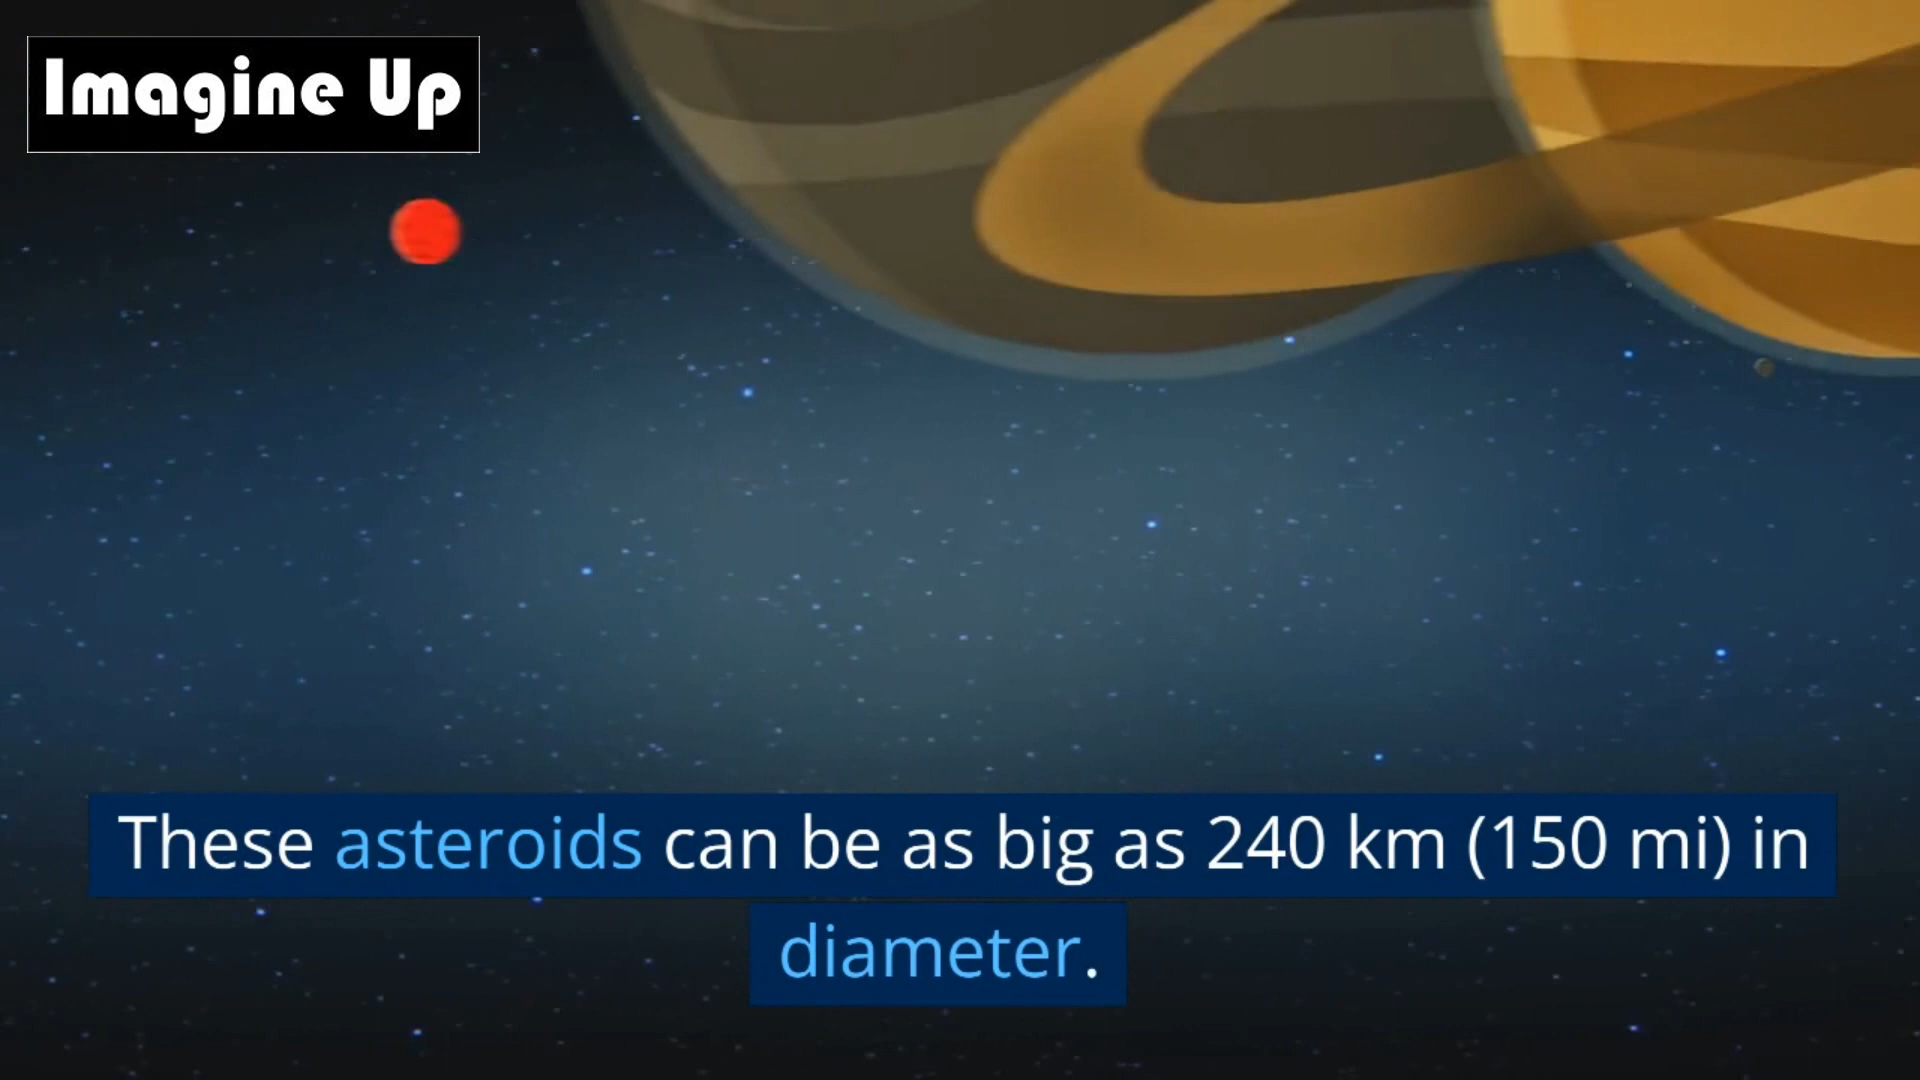 Imagine Up
These asteroids can be as big as 240 km (150 mi) in
diameter.